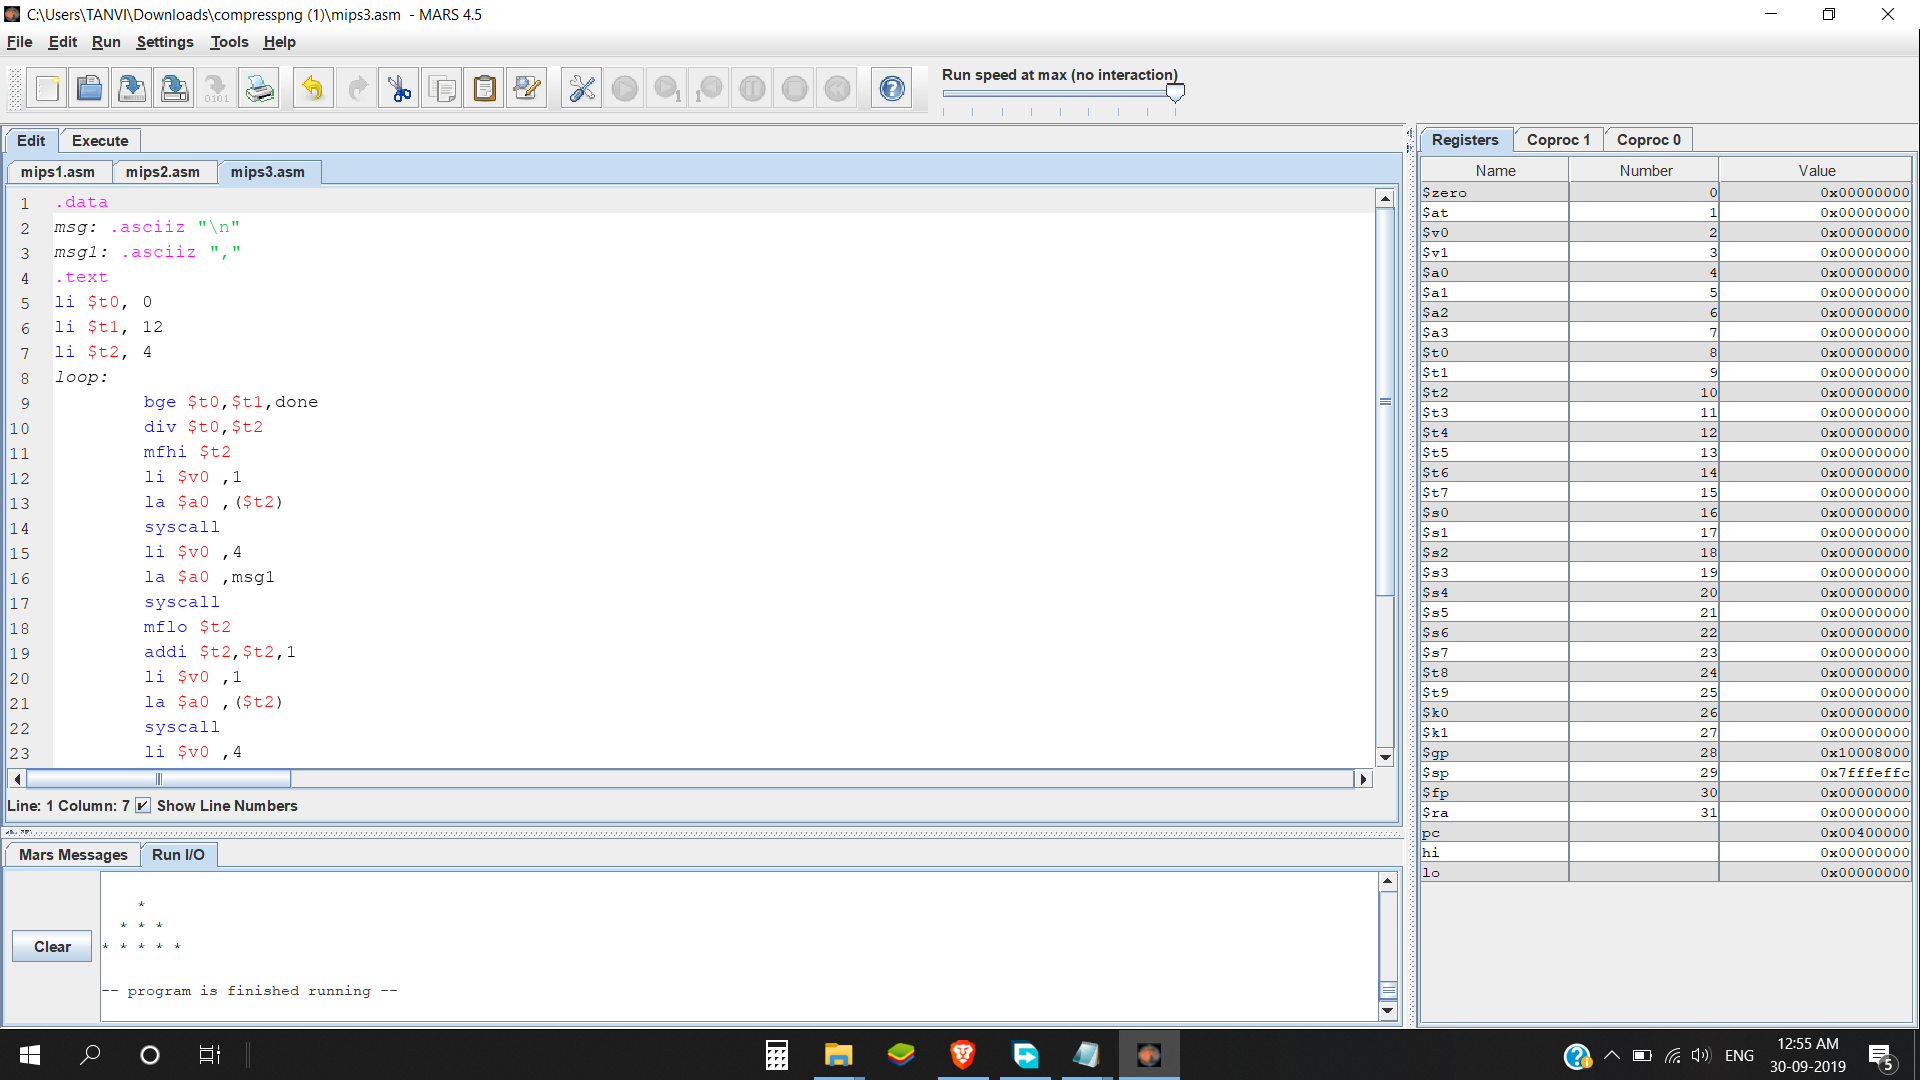 C:\Users\TANVI\Downloads\compresspng (1)\mips3.asm - MARS 4.5
File Edit Run Settings Tools Help
0101
1
1
Run speed at max (no interaction)
Edit Execute
mips1.asm mips2.asm mips3.asm
1 .data
2 msg: .asciiz "\n"
3 msg1: .asciiz ","
4 .text
5 li $t0, 0
6 li $t1, 12
7 li $t2, 4
8 loop:
9 bge $t0,$t1,done
10 div $t0,$t2
11 mfhi $t2
12 li $v0 ,1
13 la $a0 ,($t2)
14 syscall
15 li $v0 ,4
16 la $a0 ,msg1
17 syscall
18 mflo $t2
19 addi $t2,$t2,1
20 li $v0 ,1
21 la $a0 ,($t2)
22 syscall
23 li $v0 ,4
Line: 1 Column: 7 Show Line Numbers
Mars Messages Run I/O
Clear
*
* * *
* * * * *
-- program is finished running --
Registers Coproc 1 Coproc 0
Name Number Value
$zero 0 0x00000000
$at 1 0x00000000
$v0 2 0x00000000
$v1 3 0x00000000
$a0 4 0x00000000
$a1 5 0x00000000
$a2 6 0x00000000
$a3 7 0x00000000
$t0 8 0x00000000
$t1 9 0x00000000
$t2 10 0x00000000
$t3 11 0x00000000
$t4 12 0x00000000
$t5 13 0x00000000
$t6 14 0x00000000
$t7 15 0x00000000
$s0 16 0x00000000
$s1 17 0x00000000
$s2 18 0x00000000
$s3 19 0x00000000
$s4 20 0x00000000
$s5 21 0x00000000
$s6 22 0x00000000
$s7 23 0x00000000
$t8 24 0x00000000
$t9 25 0x00000000
$k0 26 0x00000000
$k1 27 0x00000000
$gp 28 0x10008000
$sp 29 0x7fffeffc
$fp 30 0x00000000
$ra 31 0x00000000
pc 0x00400000
hi 0x00000000
lo 0x00000000
ENG
12:55 AM
30-09-2019
5